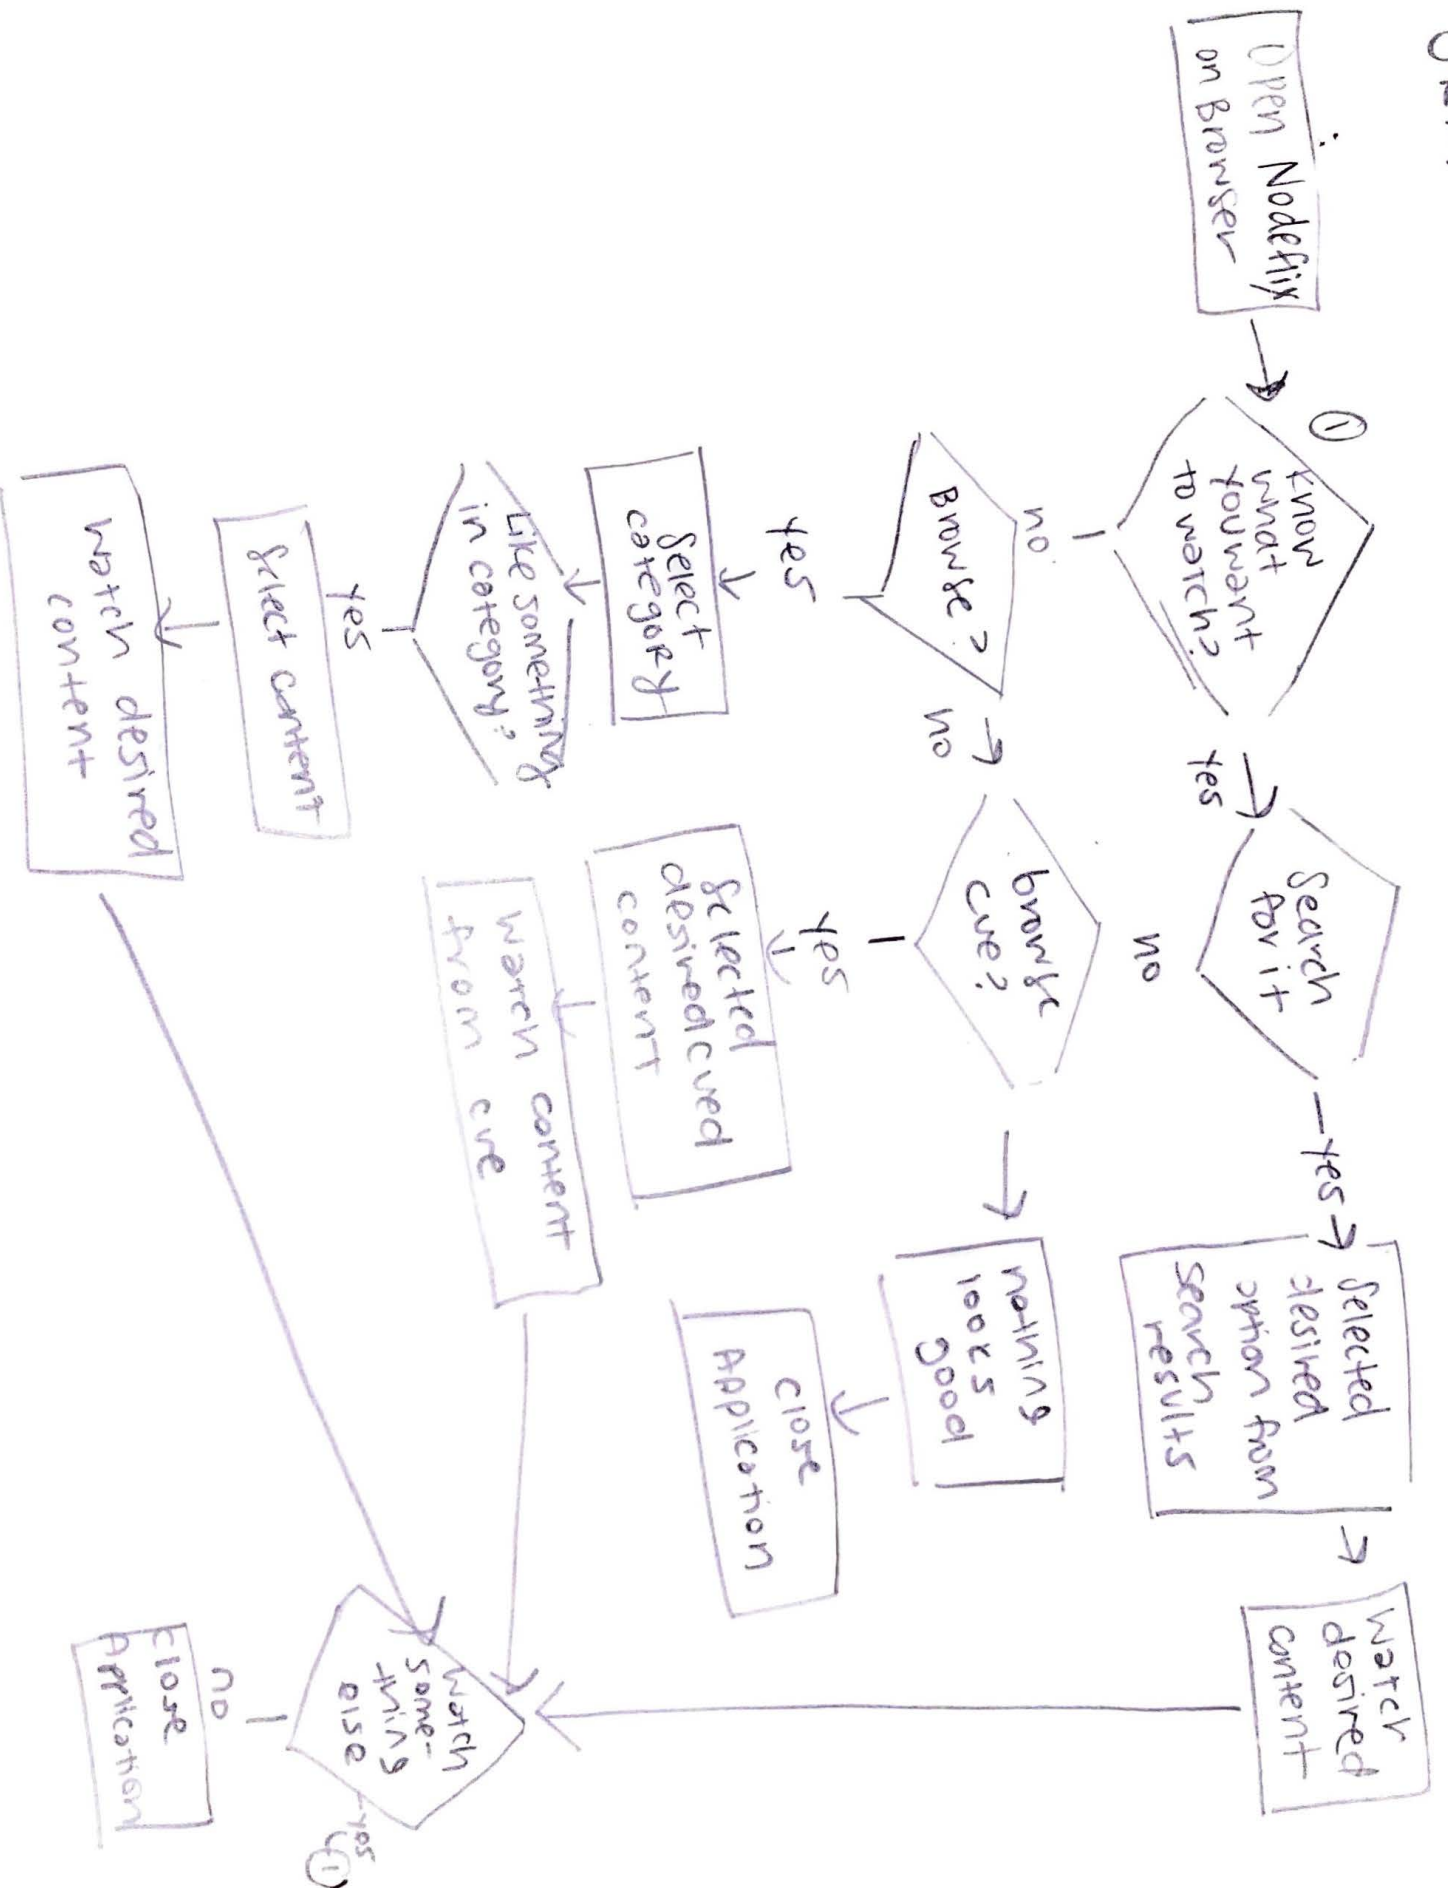 Open Nodeflix
on Browser
①
Know
what
you want
to watch?
yes
Search
for it
yes
Selected
desired
option from
search
results
Watch
desired
content
no
no
Browse?
no
browse
cue?
nothing
looks
good
Close
Application
yes
Select
category
Like something
in category?
yes
Select content
Watch desired
content
yes
Selected
desired cued
content
Watch content
from cue
Watch
some-
thing
else
yes
①
no
Close
Application